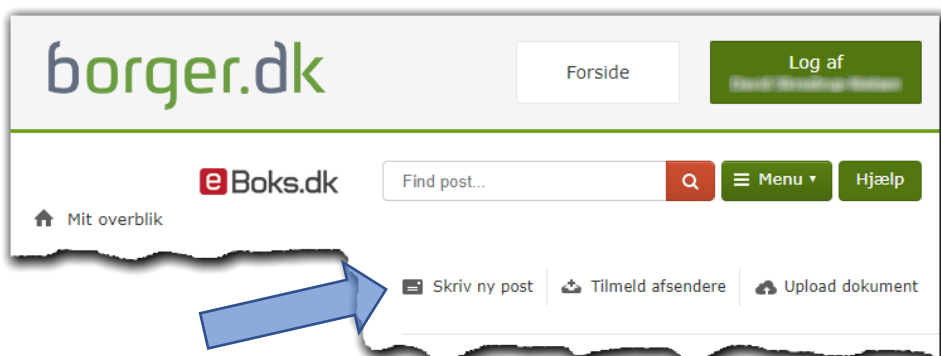 borger.dk
Forside
Log af
eBoks.dk
Find post...
Menu
Hjælp
Mit overblik
Skriv ny post
Tilmeld afsendere
Upload dokument